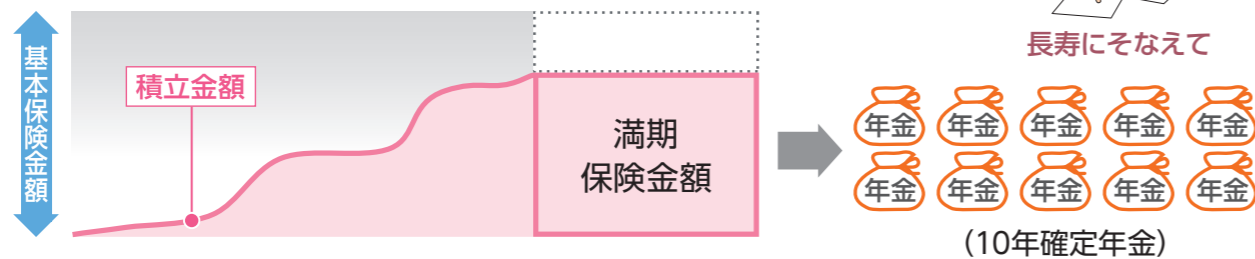 基本保険金額
積立金額
満期
保険金額
長寿にそなえて
年金 年金 年金 年金 年金
年金 年金 年金 年金 年金
(10年確定年金)